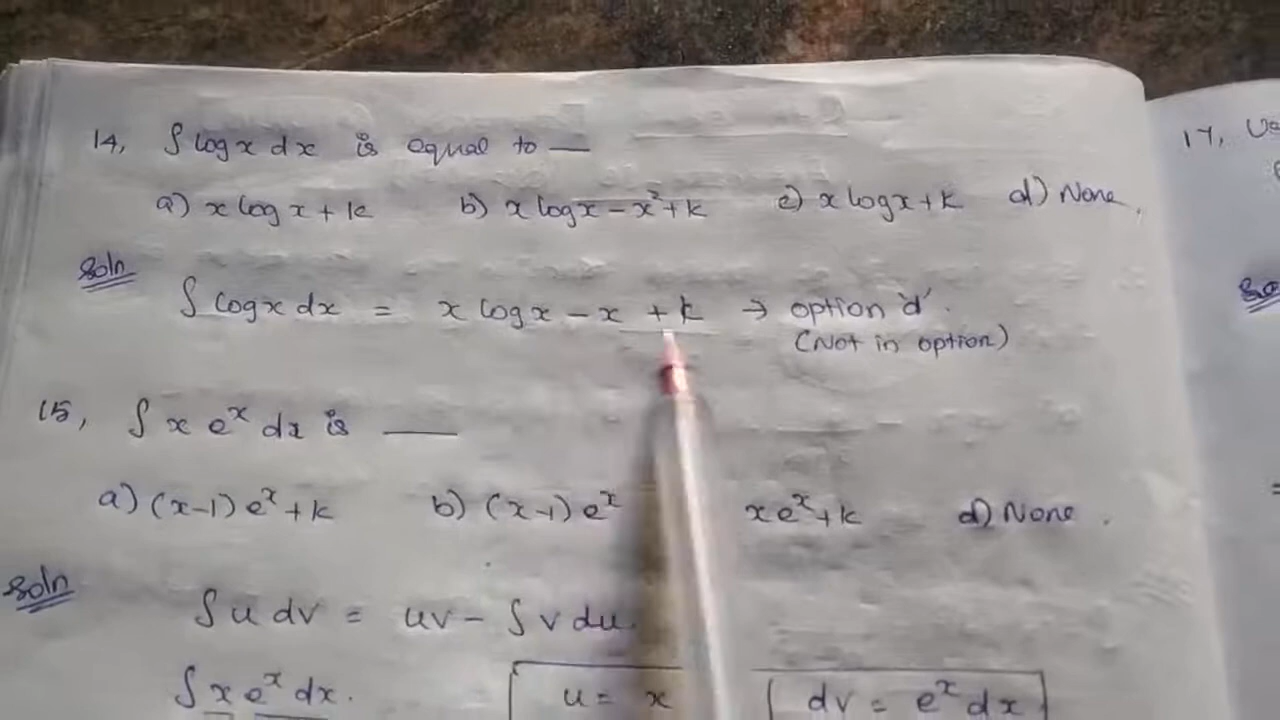 14, ∫ log x dx is equal to —
a) x log x + k b) x log x – x² + k c) x log x + k d) None,
Soln
∫ log x dx = x log x – x + k → option 'd'.
(Not in option)
15, ∫ x eˣ dx is ——
a) (x-1) eˣ + k b) (x-1) eˣ x eˣ + k d) None.
Soln
∫ u dv = uv – ∫ v du.
∫ x eˣ dx. u = x dv = eˣ dx
17,